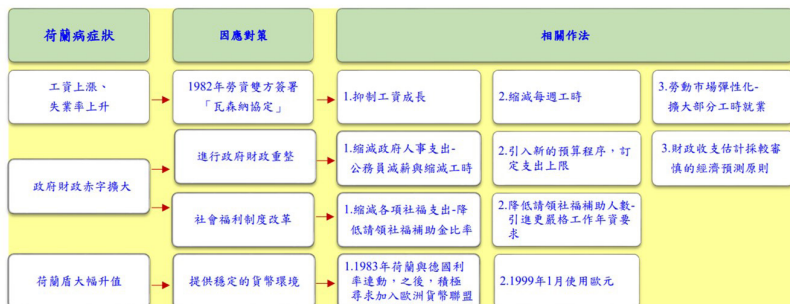 荷蘭病症狀
因應對策
相關作法
工資上漲、
失業率上升
1982年勞資雙方簽署
「瓦森納協定」
1.抑制工資成長
2.縮減每週工時
3.勞動市場彈性化-
擴大部分工時就業
政府財政赤字擴大
進行政府財政重整
1.縮減政府人事支出-
公務員減薪與縮減工時
2.引入新的預算程序，訂
定支出上限
3.財政收支估計採較審
慎的經濟預測原則
社會福利制度改革
1.縮減各項社福支出-降
低請領社福補助金比率
2.降低請領社福補助人數-
引進更嚴格工作年資要
求
荷蘭盾大幅升值
提供穩定的貨幣環境
1.1983年荷蘭與德國利
率連動，之後，積極
尋求加入歐洲貨幣聯盟
2.1999年1月使用歐元